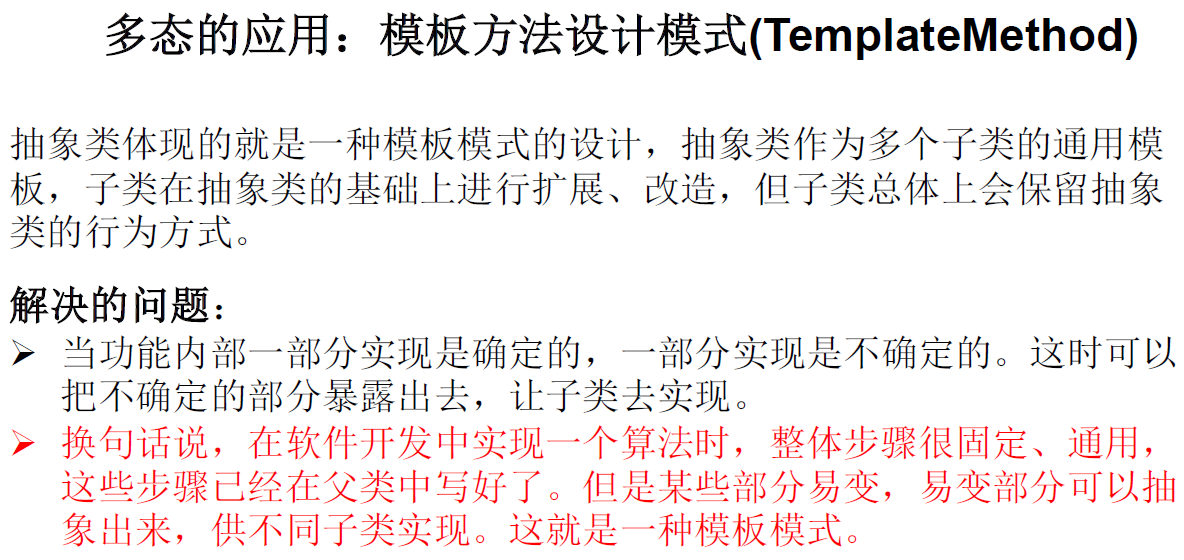 多态的应用：模板方法设计模式(TemplateMethod)
抽象类体现的就是一种模板模式的设计，抽象类作为多个子类的通用模
板，子类在抽象类的基础上进行扩展、改造，但子类总体上会保留抽象
类的行为方式。
解决的问题：
➢ 当功能内部一部分实现是确定的，一部分实现是不确定的。这时可以
把不确定的部分暴露出去，让子类去实现。
➢ 换句话说，在软件开发中实现一个算法时，整体步骤很固定、通用，
这些步骤已经在父类中写好了。但是某些部分易变，易变部分可以抽
象出来，供不同子类实现。这就是一种模板模式。